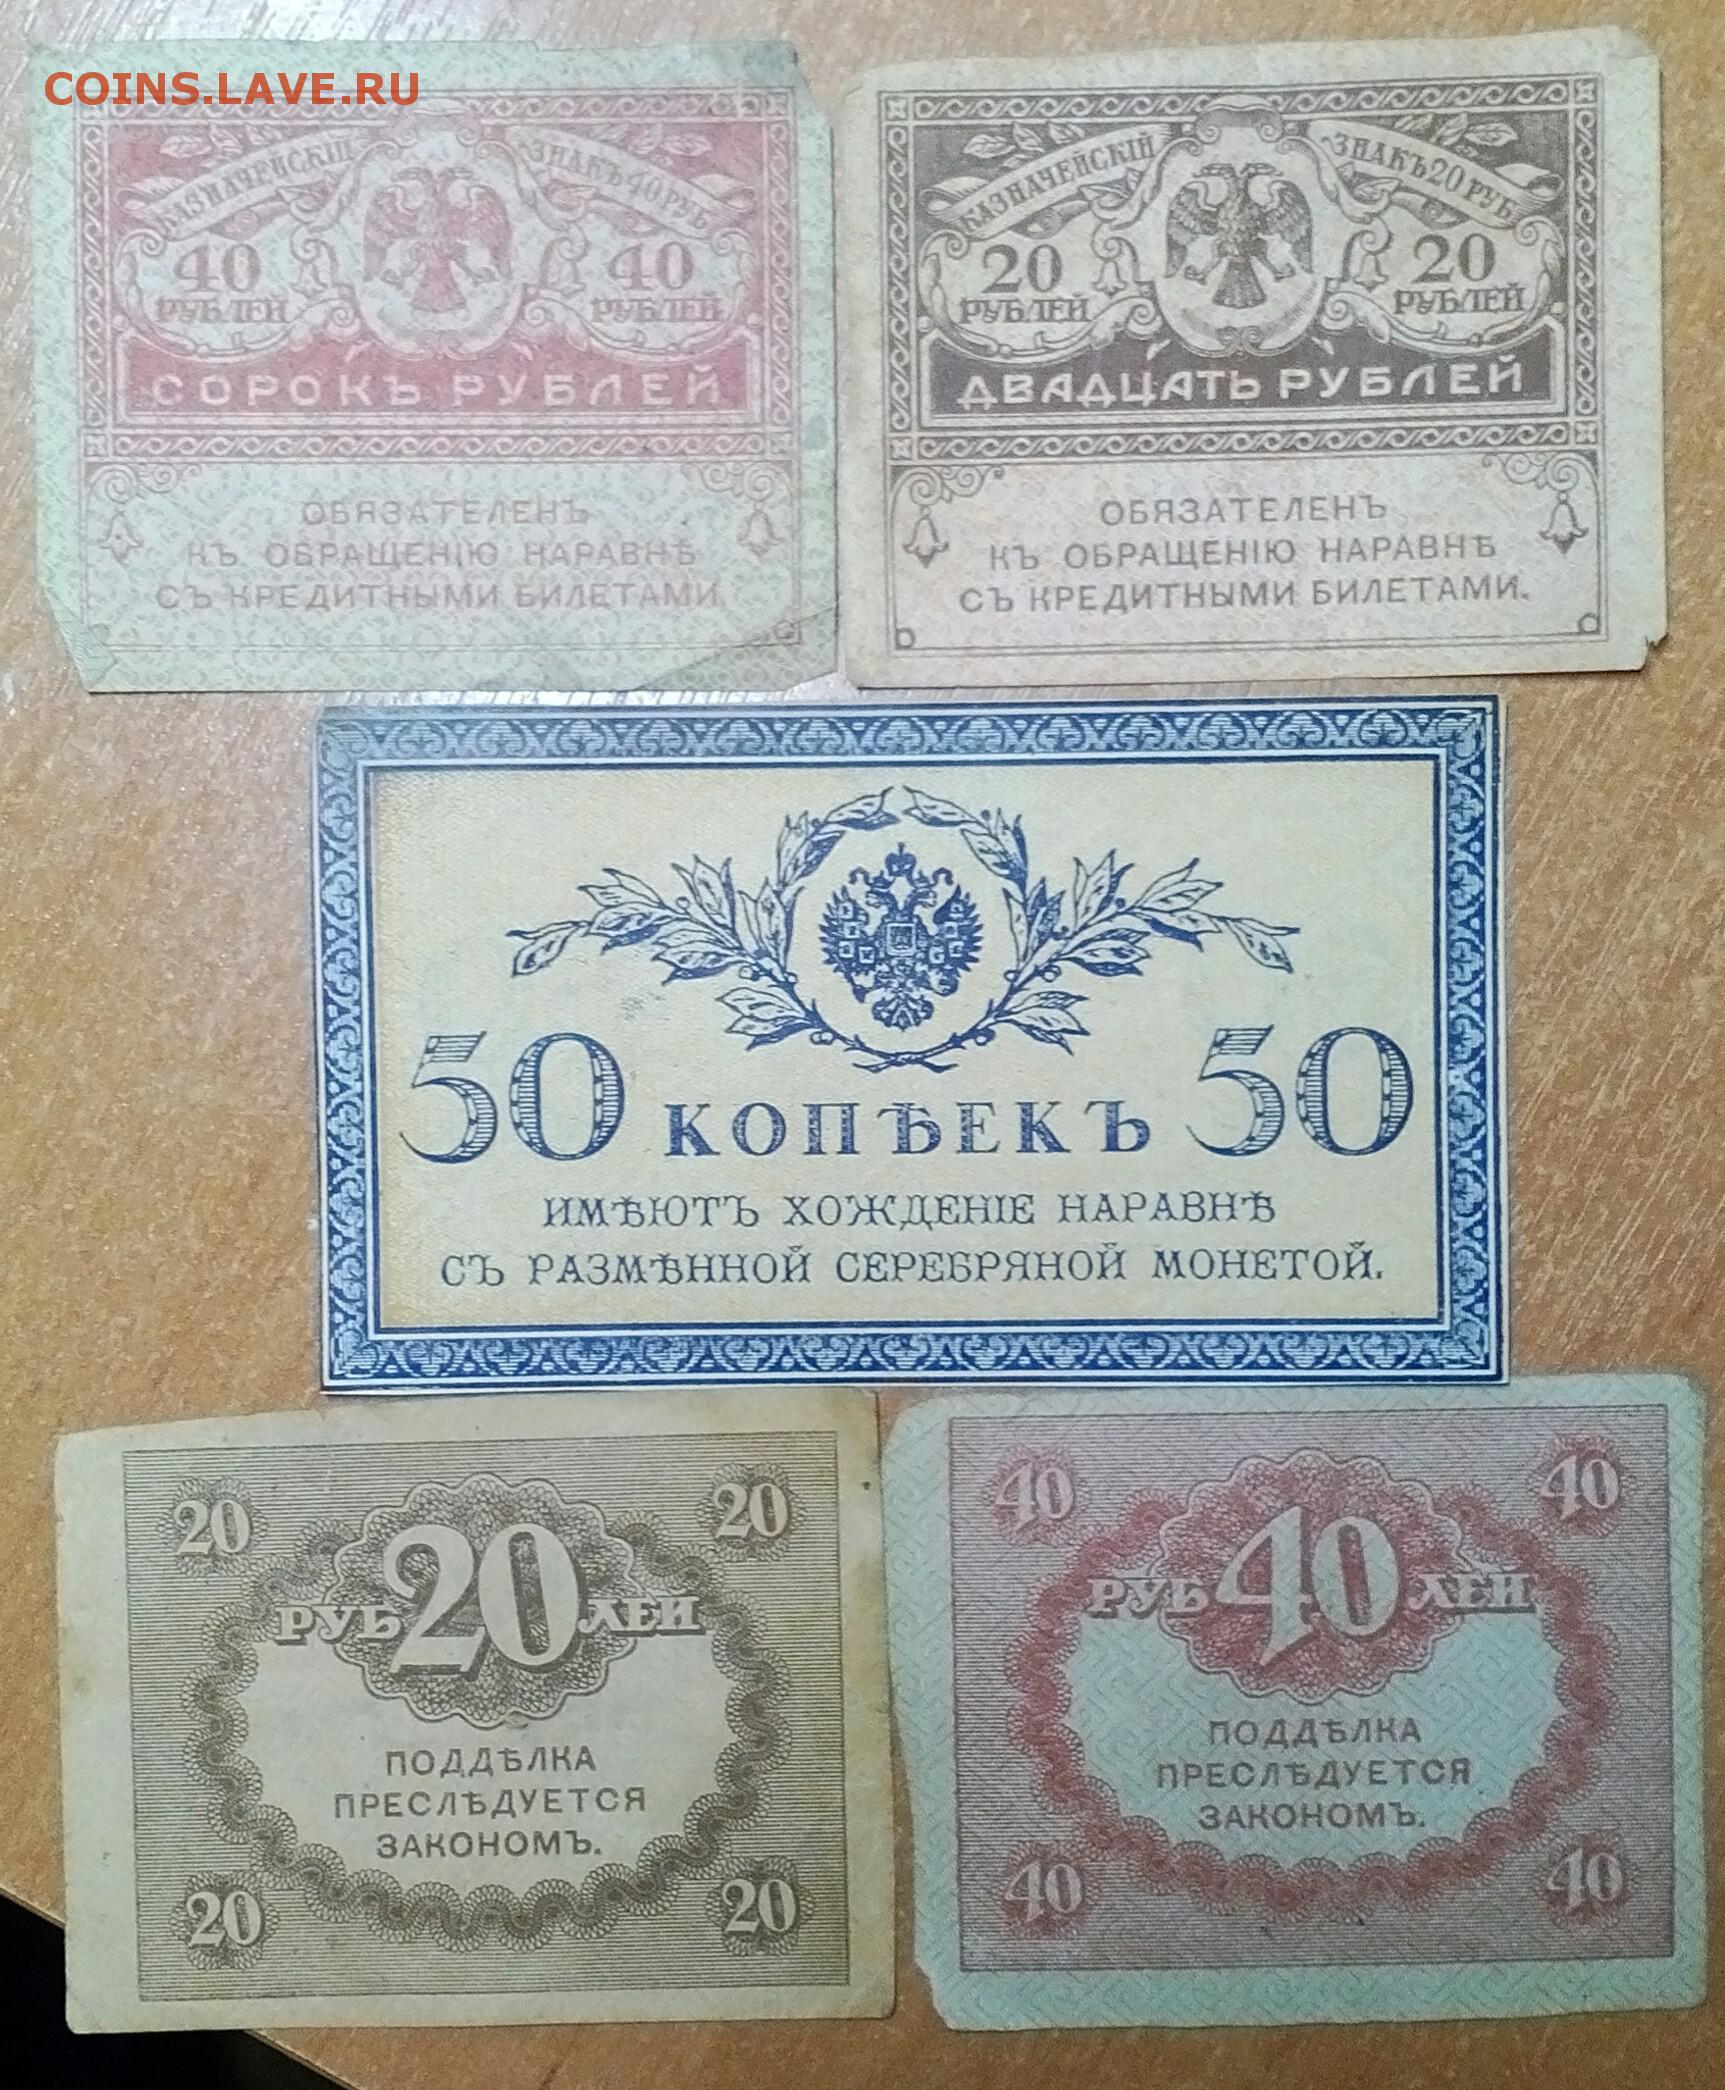 COINS.LAVE.RU
КАЗНАЧЕЙСКІЙ ЗНАКЪ 40 РУБ.
40 РУБЛЕЙ 40 РУБЛЕЙ
СОРОКЪ РУБЛЕЙ
ОБЯЗАТЕЛЕНЪ
КЪ ОБРАЩЕНІЮ НАРАВНѢ
СЪ КРЕДИТНЫМИ БИЛЕТАМИ.
КАЗНАЧЕЙСКІЙ ЗНАКЪ 20 РУБ.
20 РУБЛЕЙ 20 РУБЛЕЙ
ДВАДЦАТЬ РУБЛЕЙ
ОБЯЗАТЕЛЕНЪ
КЪ ОБРАЩЕНІЮ НАРАВНѢ
СЪ КРЕДИТНЫМИ БИЛЕТАМИ.
50 КОПѢЕКЪ 50
ИМѢЮТЪ ХОЖДЕНІЕ НАРАВНѢ
СЪ РАЗМѢННОЙ СЕРЕБРЯНОЙ МОНЕТОЙ.
20 20
РУБ 20 ЛЕЙ
ПОДДѢЛКА
ПРЕСЛѢДУЕТСЯ
ЗАКОНОМЪ.
20 20
40 40
РУБ 40 ЛЕЙ
ПОДДѢЛКА
ПРЕСЛѢДУЕТСЯ
ЗАКОНОМЪ.
40 40